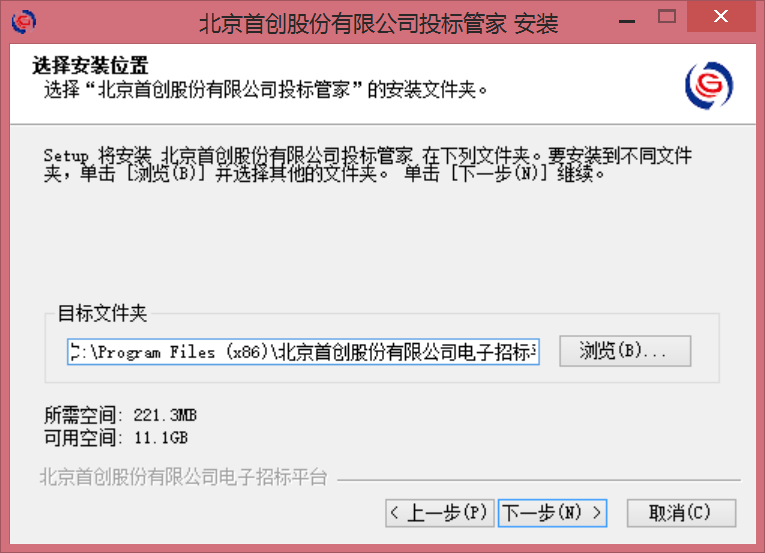 北京首创股份有限公司投标管家 安装
选择安装位置
选择“北京首创股份有限公司投标管家”的安装文件夹。
Setup 将安装 北京首创股份有限公司投标管家 在下列文件夹。要安装到不同文件
夹，单击 [浏览(B)] 并选择其他的文件夹。 单击 [下一步(N)] 继续。
目标文件夹
:\Program Files (x86)\北京首创股份有限公司电子招标
浏览(B)...
所需空间: 221.3MB
可用空间: 11.1GB
北京首创股份有限公司电子招标平台
< 上一步(P)
下一步(N) >
取消(C)